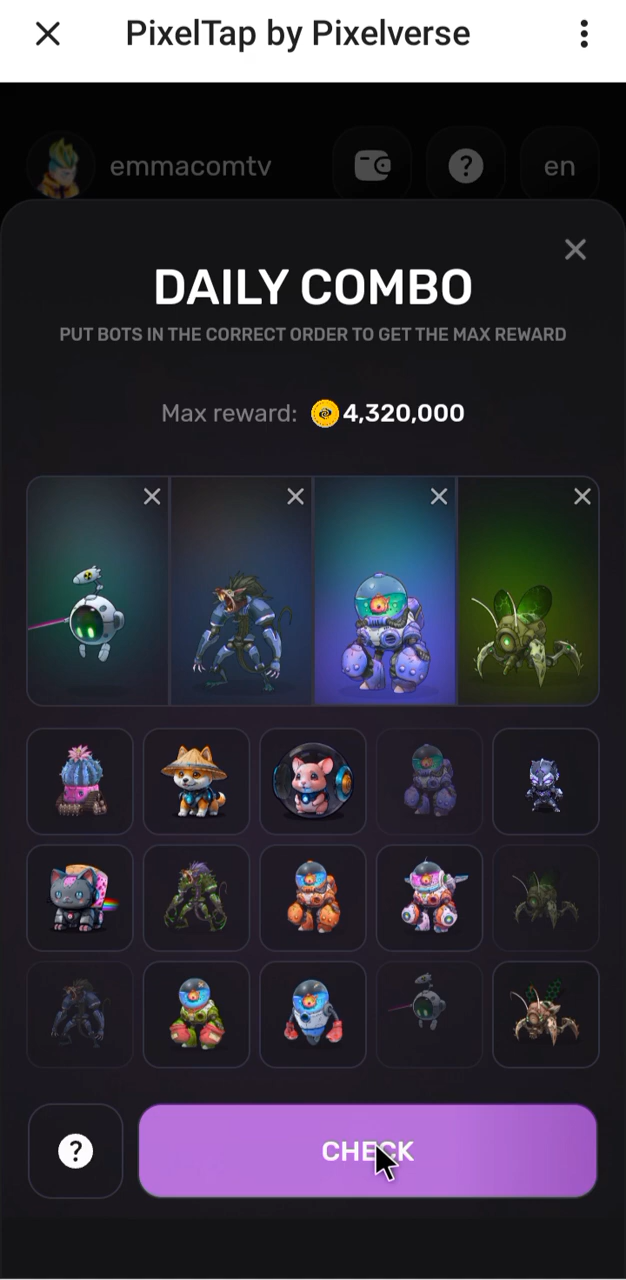 PixelTap by Pixelverse
emmacomtv
?
en
DAILY COMBO
PUT BOTS IN THE CORRECT ORDER TO GET THE MAX REWARD
Max reward: 4,320,000
?
CHECK